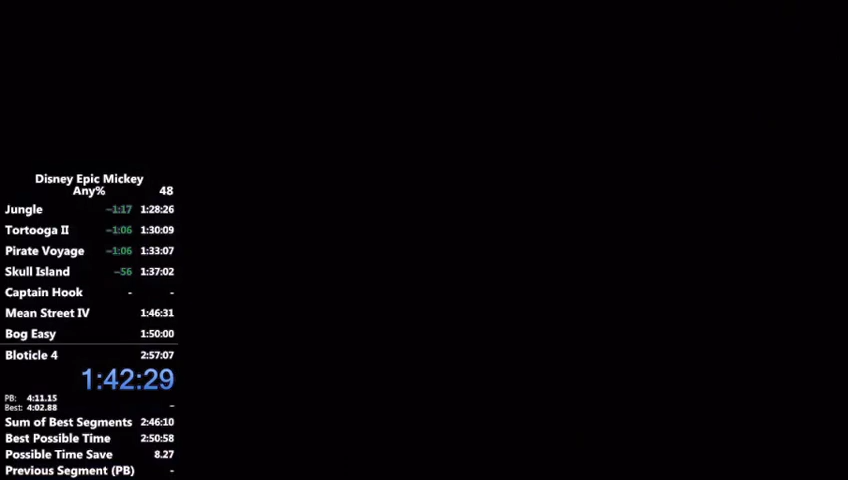 Disney Epic Mickey
Any% 48
Jungle -1:17 1:28:26
Tortooga II -1:06 1:30:09
Pirate Voyage -1:06 1:33:07
Skull Island -56 1:37:02
Captain Hook - -
Mean Street IV 1:46:31
Bog Easy 1:50:00
Bloticle 4 2:57:07
1:42:29
PB: 4:11.15
Best: 4:02.88 -
Sum of Best Segments 2:46:10
Best Possible Time 2:50:58
Possible Time Save 8.27
Previous Segment (PB) -